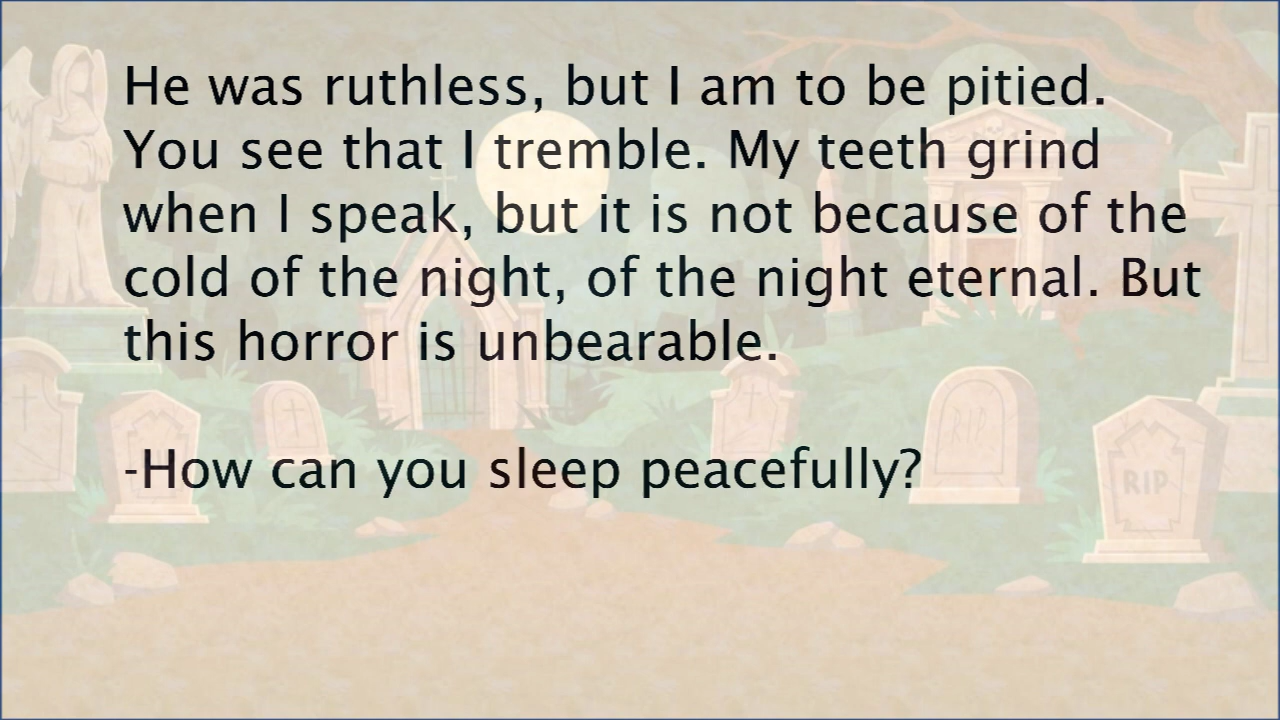 He was ruthless, but I am to be pitied.
You see that I tremble. My teeth grind
when I speak, but it is not because of the
cold of the night, of the night eternal. But
this horror is unbearable.
-How can you sleep peacefully?
RIP
RIP